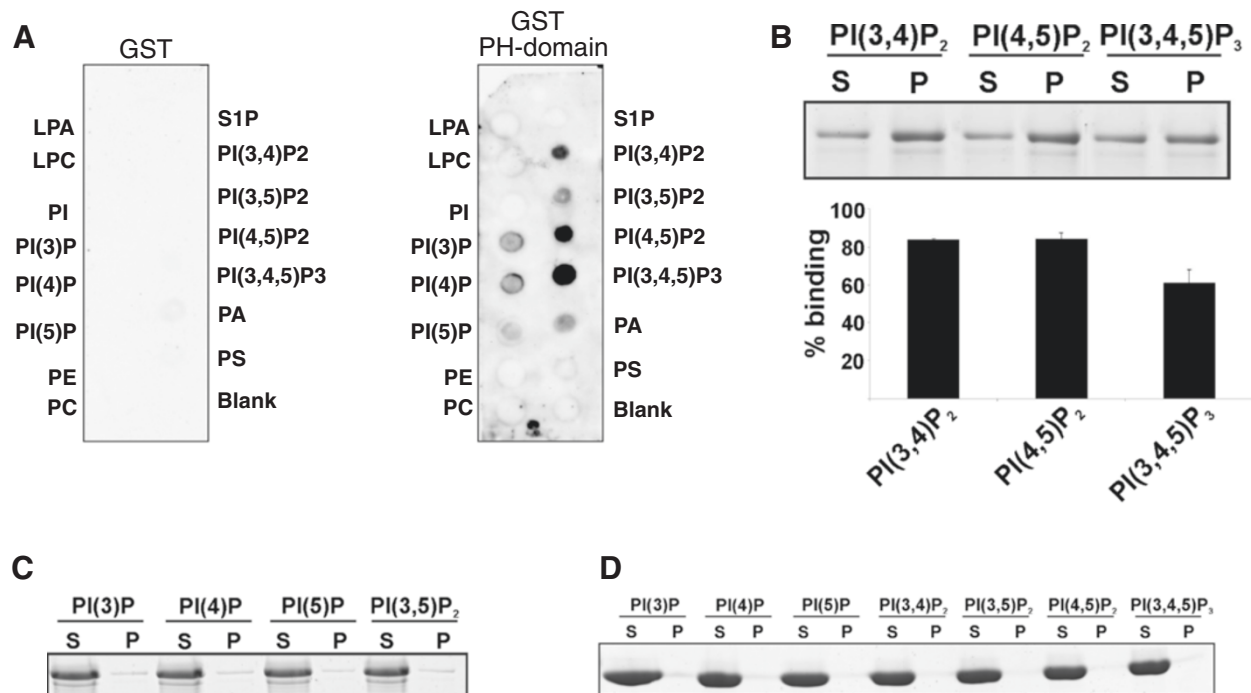 A
GST
LPA
LPC
PI
PI(3)P
PI(4)P
PI(5)P
PE
PC
S1P
PI(3,4)P2
PI(3,5)P2
PI(4,5)P2
PI(3,4,5)P3
PA
PS
Blank
GST
PH-domain
LPA
LPC
PI
PI(3)P
PI(4)P
PI(5)P
PE
PC
S1P
PI(3,4)P2
PI(3,5)P2
PI(4,5)P2
PI(3,4,5)P3
PA
PS
Blank
B
PI(3,4)P₂ PI(4,5)P₂ PI(3,4,5)P₃
S P S P S P
% binding
100
80
60
40
20
PI(3,4)P₂
PI(4,5)P₂
PI(3,4,5)P₃
C
PI(3)P PI(4)P PI(5)P PI(3,5)P₂
S P S P S P S P
D
PI(3)P PI(4)P PI(5)P PI(3,4)P₂ PI(3,5)P₂ PI(4,5)P₂ PI(3,4,5)P₃
S P S P S P S P S P S P S P